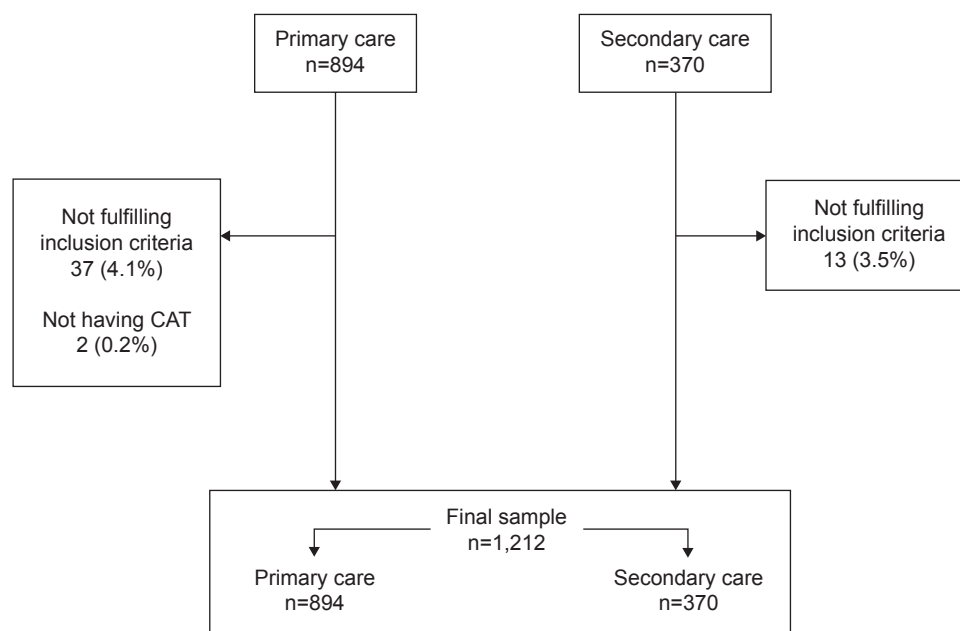 Primary care
n=894
Secondary care
n=370
Not fulfilling
inclusion criteria
37 (4.1%)
Not having CAT
2 (0.2%)
Not fulfilling
inclusion criteria
13 (3.5%)
Final sample
n=1,212
Primary care
n=894
Secondary care
n=370